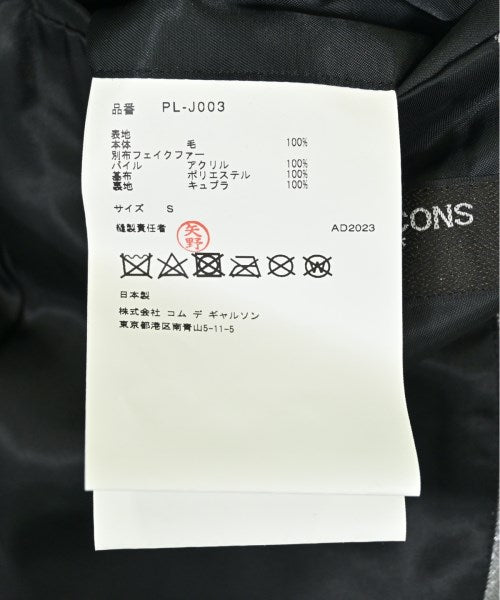 品番 PL-J003
表地
本体 毛 100%
別布フェイクファー
パイル アクリル 100%
基布 ポリエステル 100%
裏地 キュプラ 100%
サイズ S
縫製責任者 矢野 AD2023
日本製
株式会社 コム デ ギャルソン
東京都港区南青山5-11-5
CONS